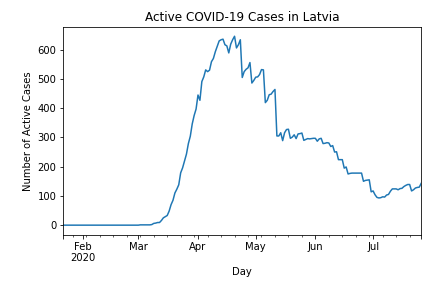 Active COVID-19 Cases in Latvia
Number of Active Cases
600
500
400
300
200
100
0
Feb Mar Apr May Jun Jul
2020
Day